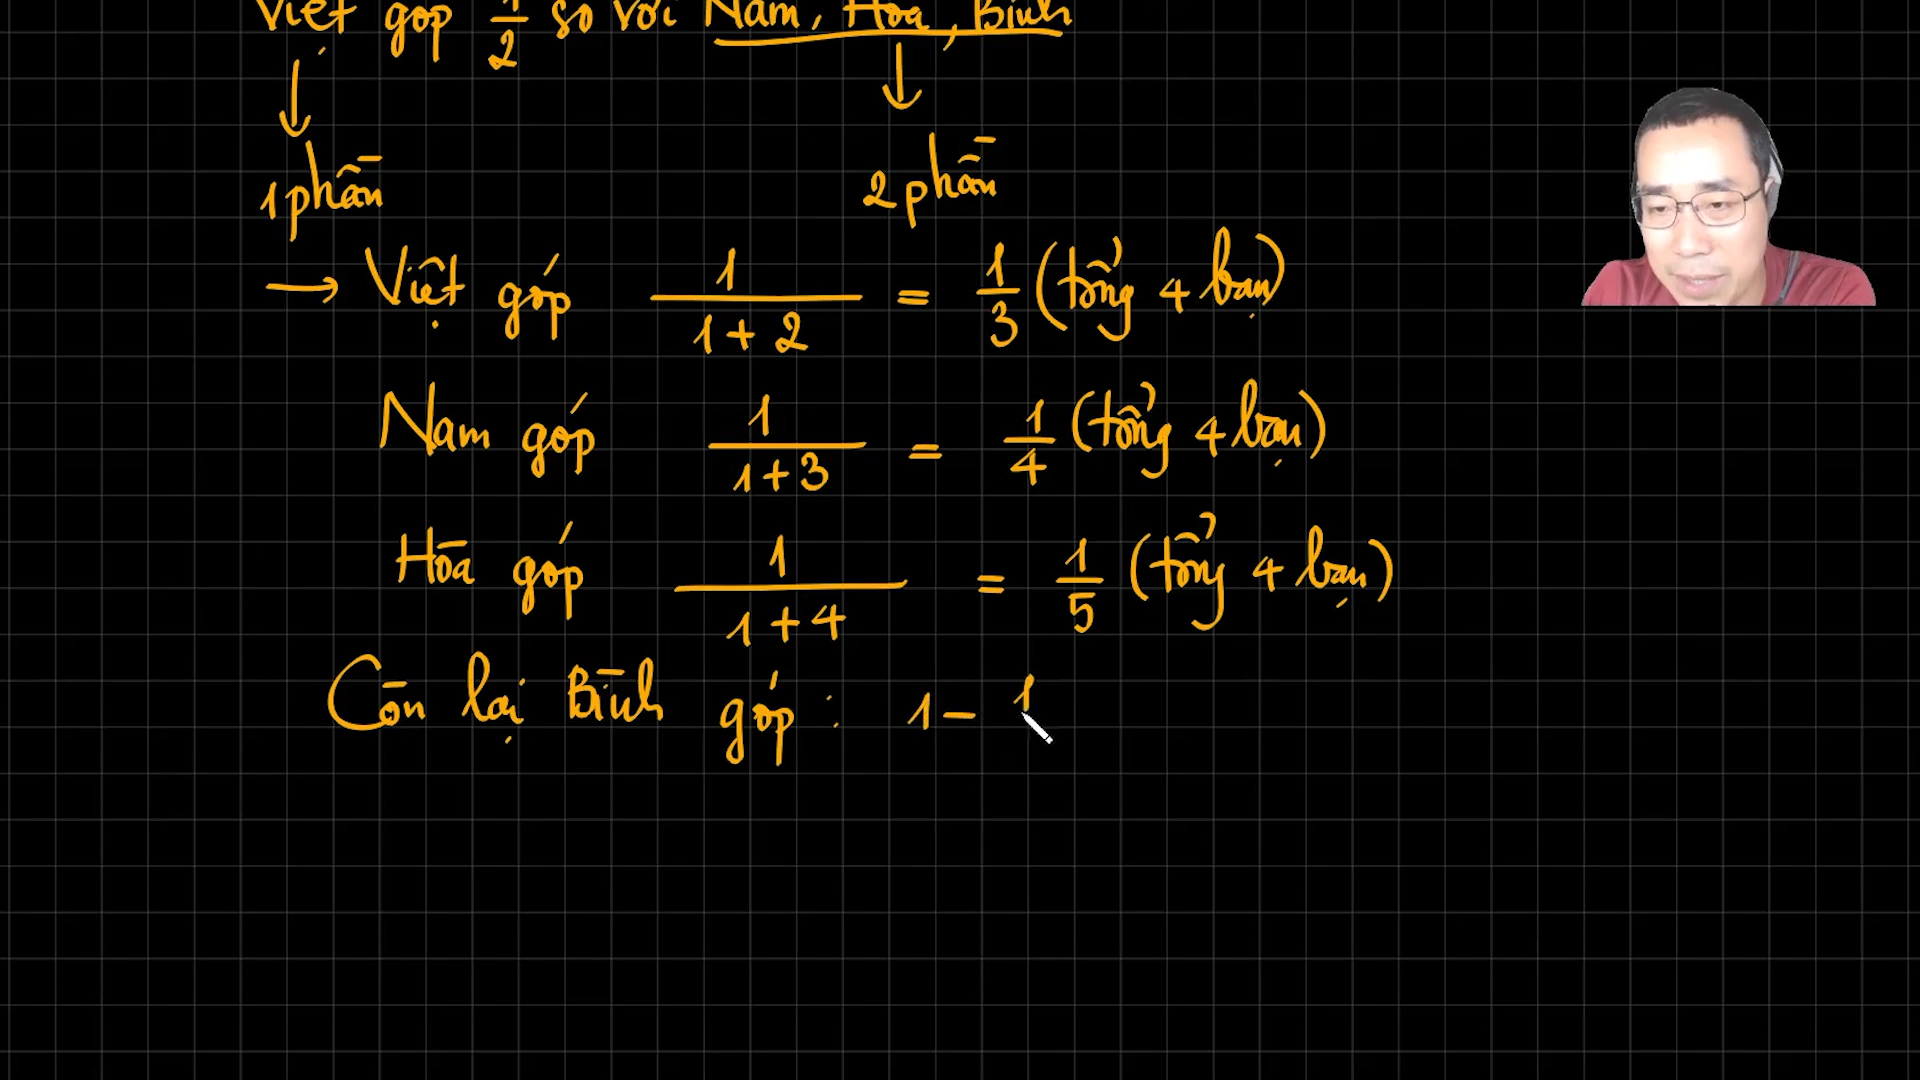 Việt góp 1/2 so với Nam, Hòa, Bình
1 phần 2 phần
→ Việt góp 1/(1+2) = 1/3 (tổng 4 bạn)
Nam góp 1/(1+3) = 1/4 (tổng 4 bạn)
Hòa góp 1/(1+4) = 1/5 (tổng 4 bạn)
Còn lại Bình góp : 1 - 1